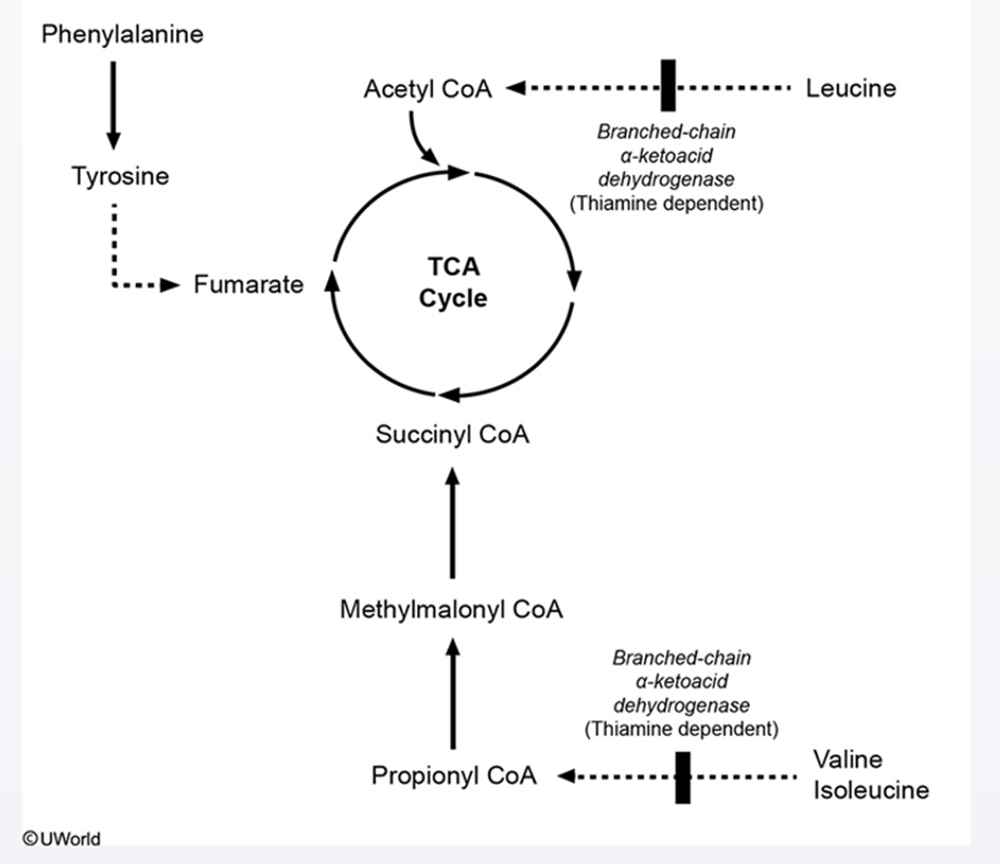 Phenylalanine
Acetyl CoA
Leucine
Branched-chain
α-ketoacid
dehydrogenase
(Thiamine dependent)
Tyrosine
TCA
Cycle
Fumarate
Succinyl CoA
Methylmalonyl CoA
Branched-chain
α-ketoacid
dehydrogenase
(Thiamine dependent)
Propionyl CoA
Valine
Isoleucine
©UWorld